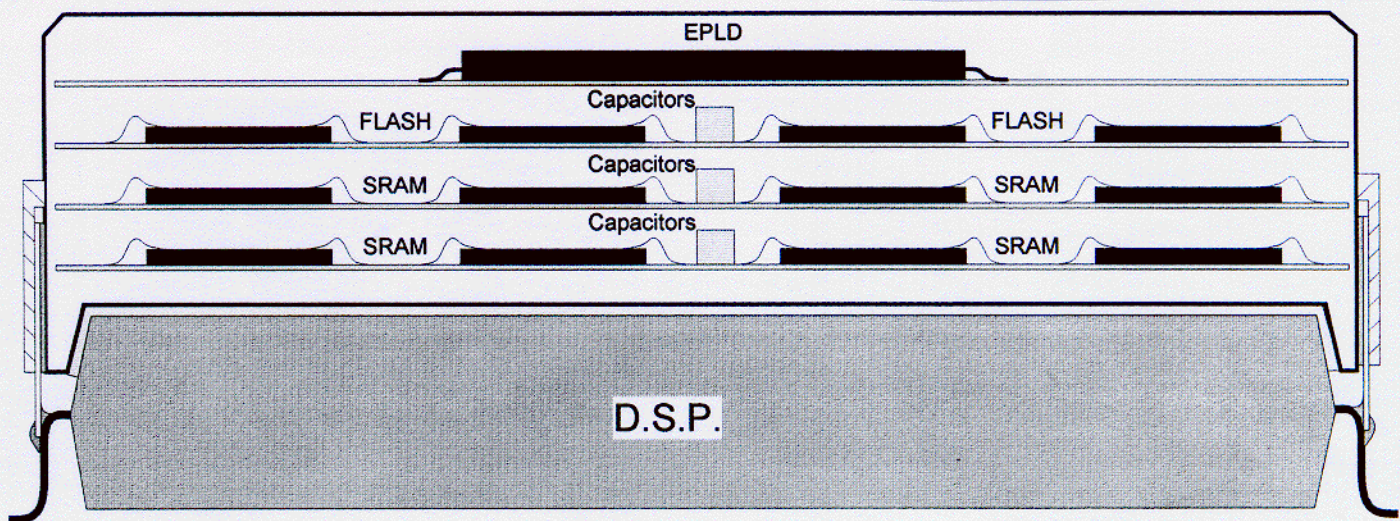 EPLD
Capacitors
FLASH FLASH
Capacitors
SRAM SRAM
Capacitors
SRAM SRAM
D.S.P.